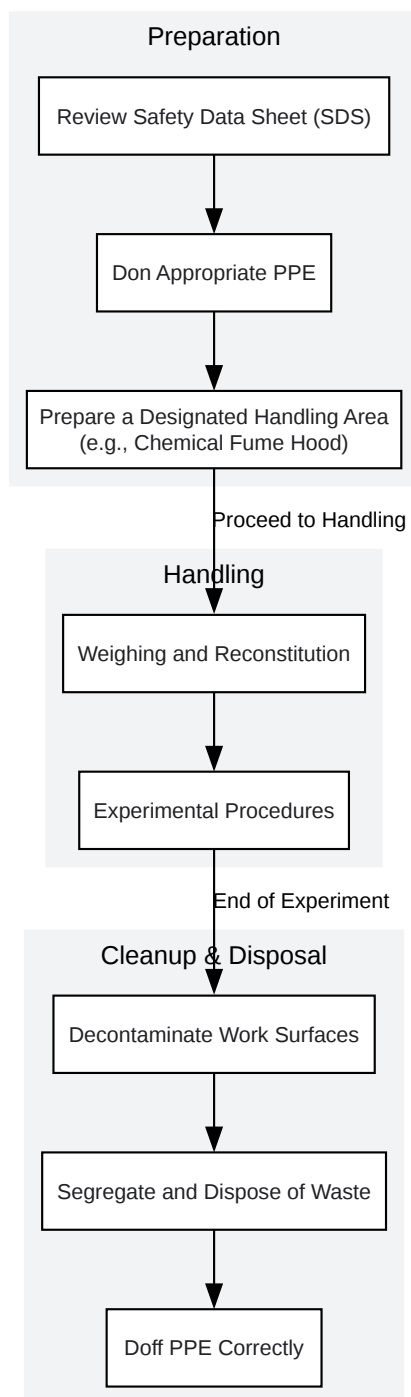 Preparation
Review Safety Data Sheet (SDS)
Don Appropriate PPE
Prepare a Designated Handling Area
(e.g., Chemical Fume Hood)
Proceed to Handling
Handling
Weighing and Reconstitution
Experimental Procedures
End of Experiment
Cleanup & Disposal
Decontaminate Work Surfaces
Segregate and Dispose of Waste
Doff PPE Correctly